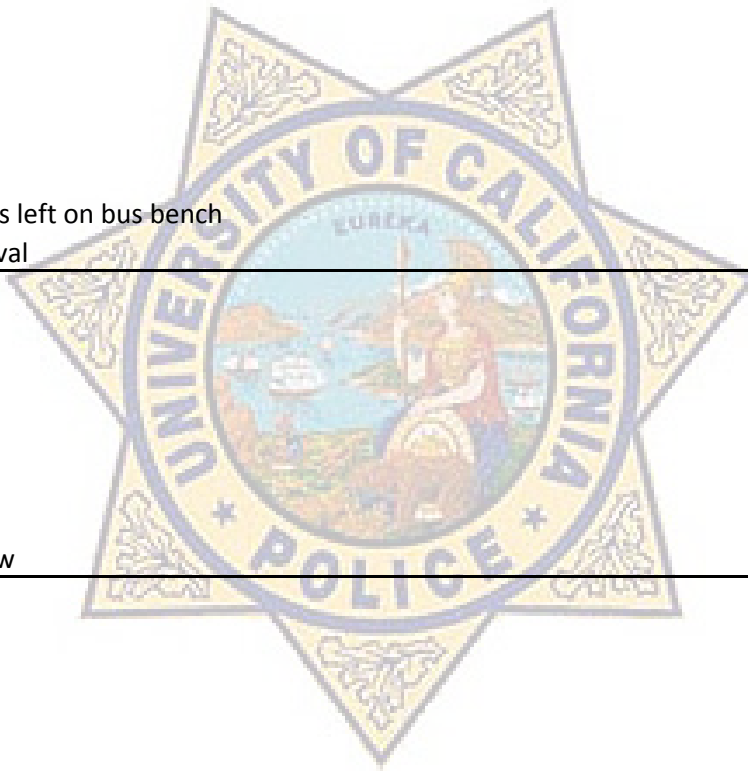 s left on bus bench
val
w
UNIVERSITY OF CALIFORNIA
EUREKA
* POLICE *